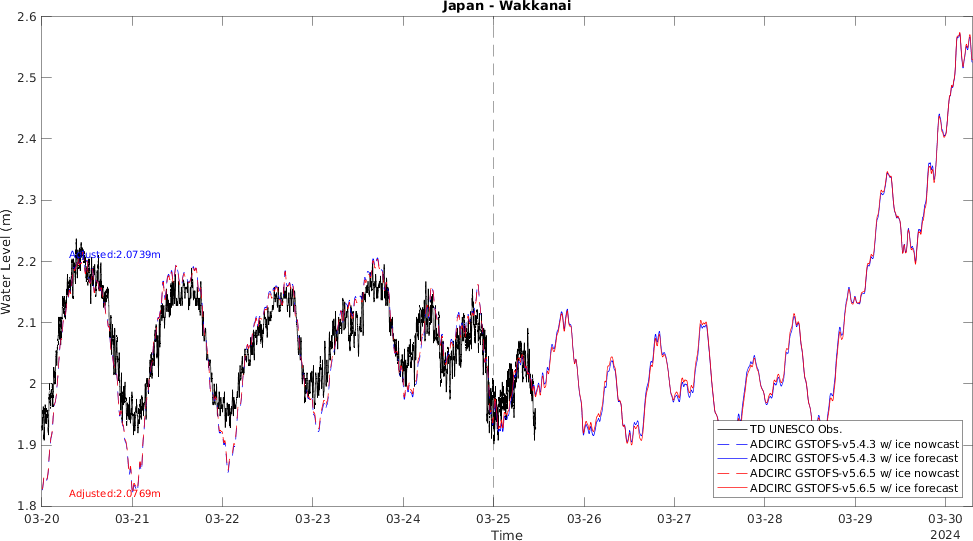 Japan - Wakkanai
2.6
2.5
2.4
2.3
2.2
2.1
2
1.9
1.8
Water Level (m)
Adjusted:2.0739m
Adjusted:2.0769m
TD UNESCO Obs.
ADCIRC GSTOFS-v5.4.3 w/ ice nowcast
ADCIRC GSTOFS-v5.4.3 w/ ice forecast
ADCIRC GSTOFS-v5.6.5 w/ ice nowcast
ADCIRC GSTOFS-v5.6.5 w/ ice forecast
03-20 03-21 03-22 03-23 03-24 03-25 03-26 03-27 03-28 03-29 03-30
Time
2024